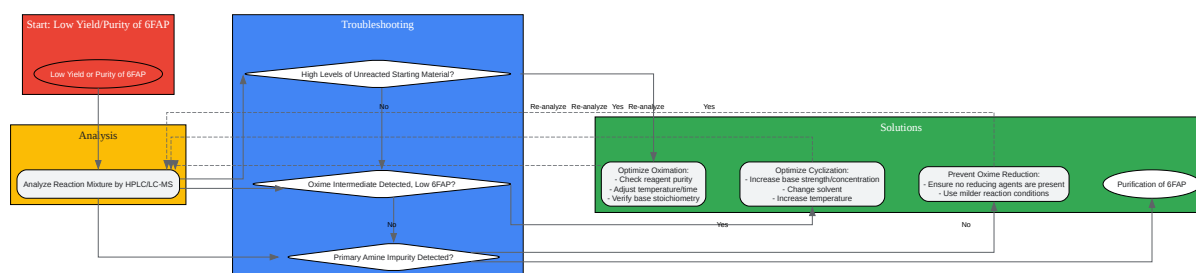 Start: Low Yield/Purity of 6FAP
Low Yield or Purity of 6FAP
Analysis
Analyze Reaction Mixture by HPLC/LC-MS
Troubleshooting
High Levels of Unreacted Starting Material?
No
Oxime Intermediate Detected, Low 6FAP?
No
Primary Amine Impurity Detected?
Re-analyze Re-analyze Yes Re-analyze Yes
Solutions
Optimize Oximation:
- Check reagent purity
- Adjust temperature/time
- Verify base stoichiometry
Optimize Cyclization:
- Increase base strength/concentration
- Change solvent
- Increase temperature
Prevent Oxime Reduction:
- Ensure no reducing agents are present
- Use milder reaction conditions
Purification of 6FAP
Yes
No